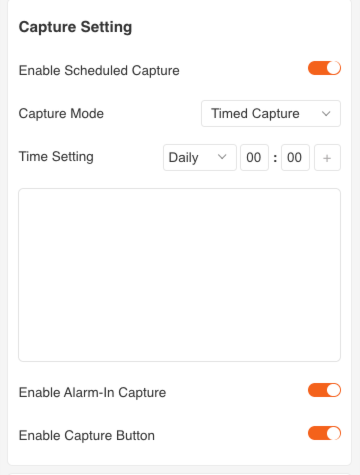 Capture Setting
Enable Scheduled Capture
Capture Mode Timed Capture
Time Setting Daily 00 : 00 +
Enable Alarm-In Capture
Enable Capture Button